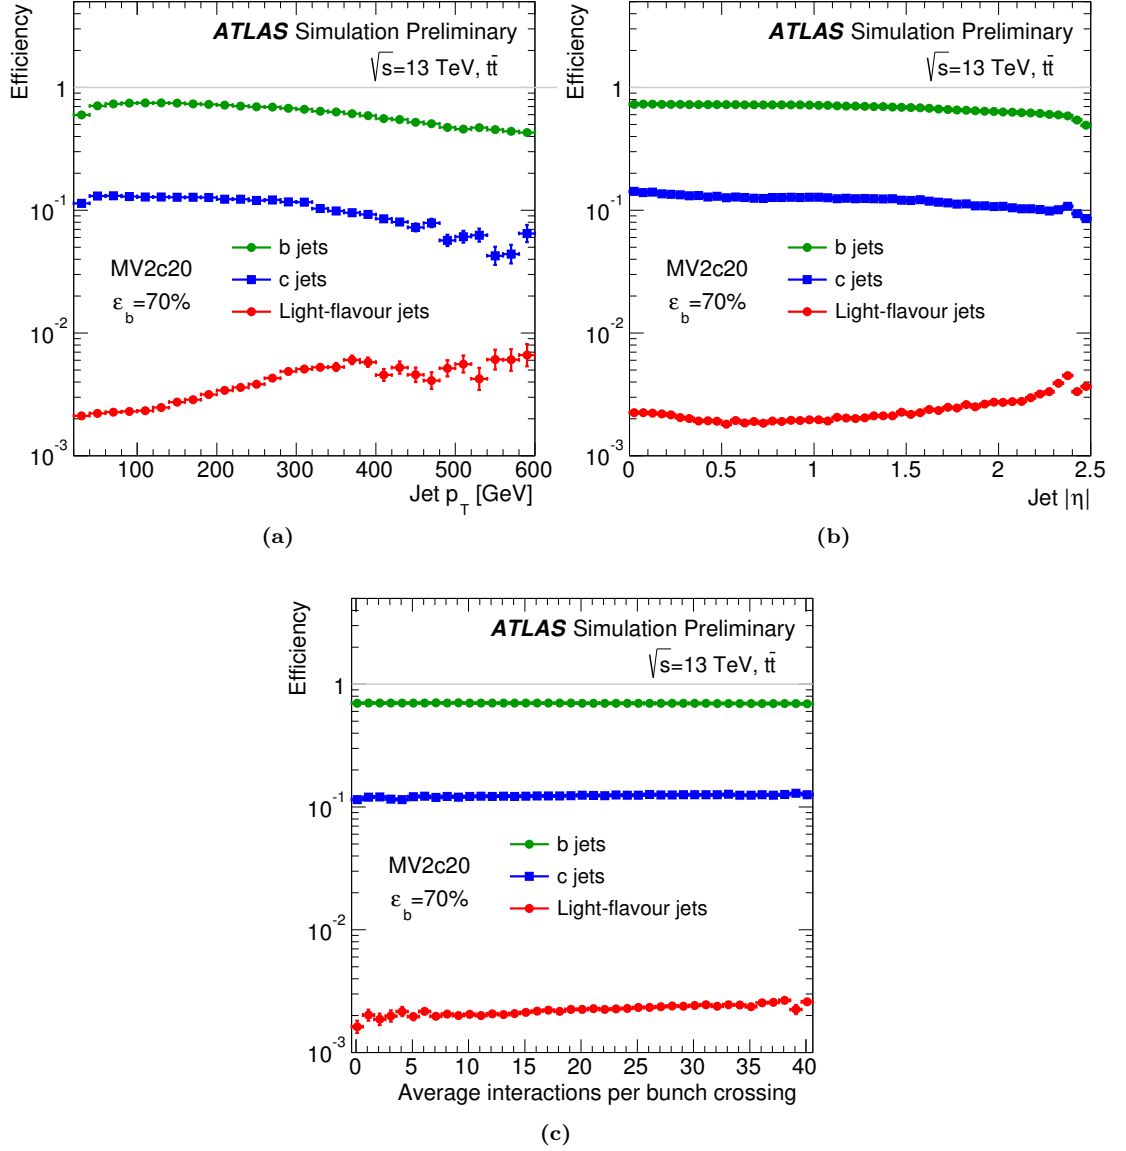 Efficiency
ATLAS Simulation Preliminary
√s=13 TeV, tt̄
1
10⁻¹
10⁻²
10⁻³
b jets
c jets
Light-flavour jets
MV2c20
ε_b=70%
100 200 300 400 500 600
Jet p_T [GeV]
(a)
Efficiency
ATLAS Simulation Preliminary
√s=13 TeV, tt̄
1
10⁻¹
10⁻²
10⁻³
b jets
c jets
Light-flavour jets
MV2c20
ε_b=70%
0 0.5 1 1.5 2 2.5
Jet |η|
(b)
Efficiency
ATLAS Simulation Preliminary
√s=13 TeV, tt̄
1
10⁻¹
10⁻²
10⁻³
b jets
c jets
Light-flavour jets
MV2c20
ε_b=70%
0 5 10 15 20 25 30 35 40
Average interactions per bunch crossing
(c)